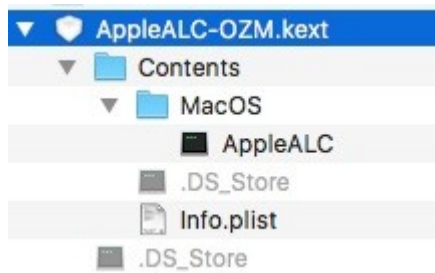 AppleALC-OZM.kext
Contents
MacOS
AppleALC
.DS_Store
Info.plist
.DS_Store